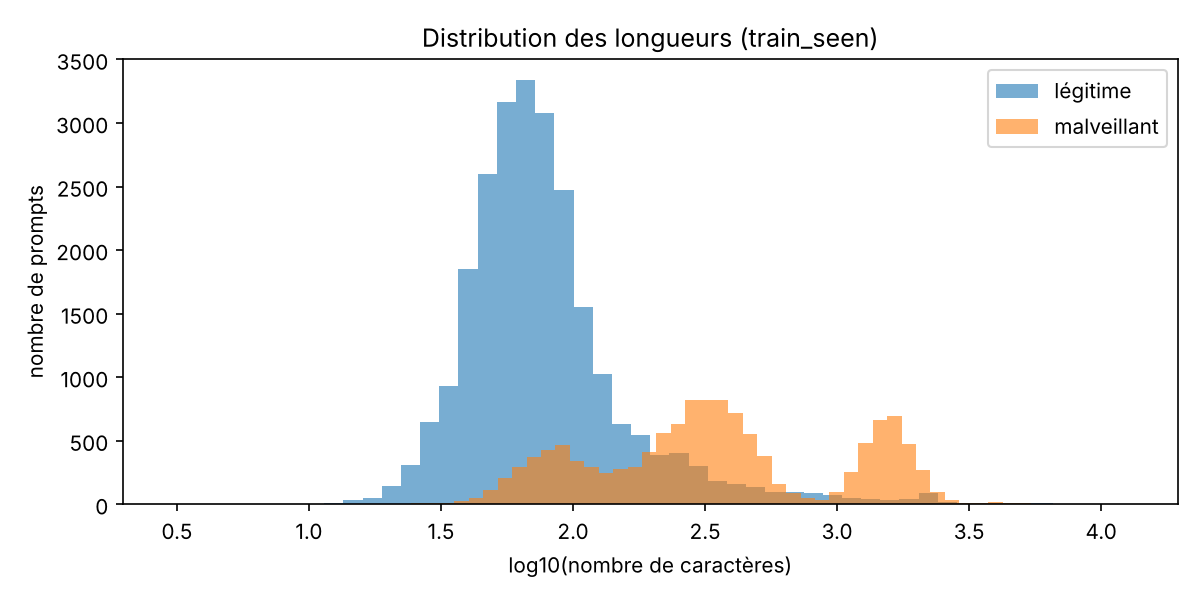 Distribution des longueurs (train_seen)
légitime
malveillant
nombre de prompts
3500
3000
2500
2000
1500
1000
500
0
0.5 1.0 1.5 2.0 2.5 3.0 3.5 4.0
log10(nombre de caractères)